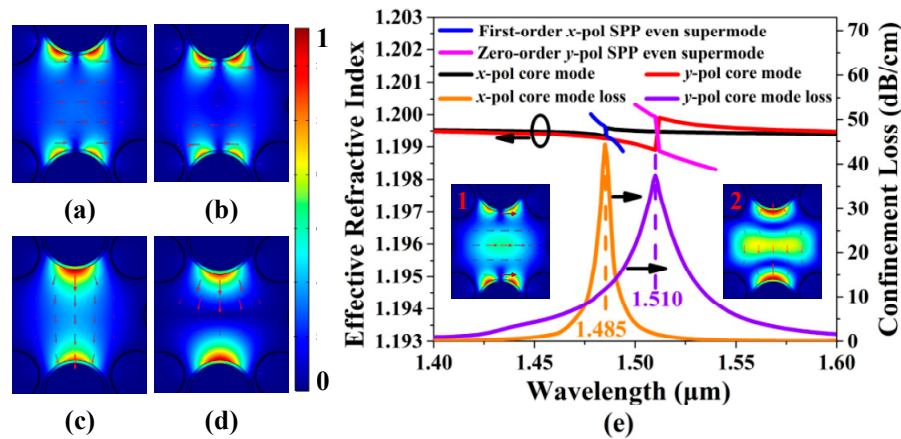 1
0
(a)
(b)
(c)
(d)
Effective Refractive Index
1.203
1.202
1.201
1.200
1.199
1.198
1.197
1.196
1.195
1.194
1.193
First-order x-pol SPP even supermode
Zero-order y-pol SPP even supermode
x-pol core mode y-pol core mode
x-pol core mode loss y-pol core mode loss
1
2
1.485
1.510
70
60
50
40
30
20
10
0
Confinement Loss (dB/cm)
1.40 1.45 1.50 1.55 1.60
Wavelength (µm)
(e)